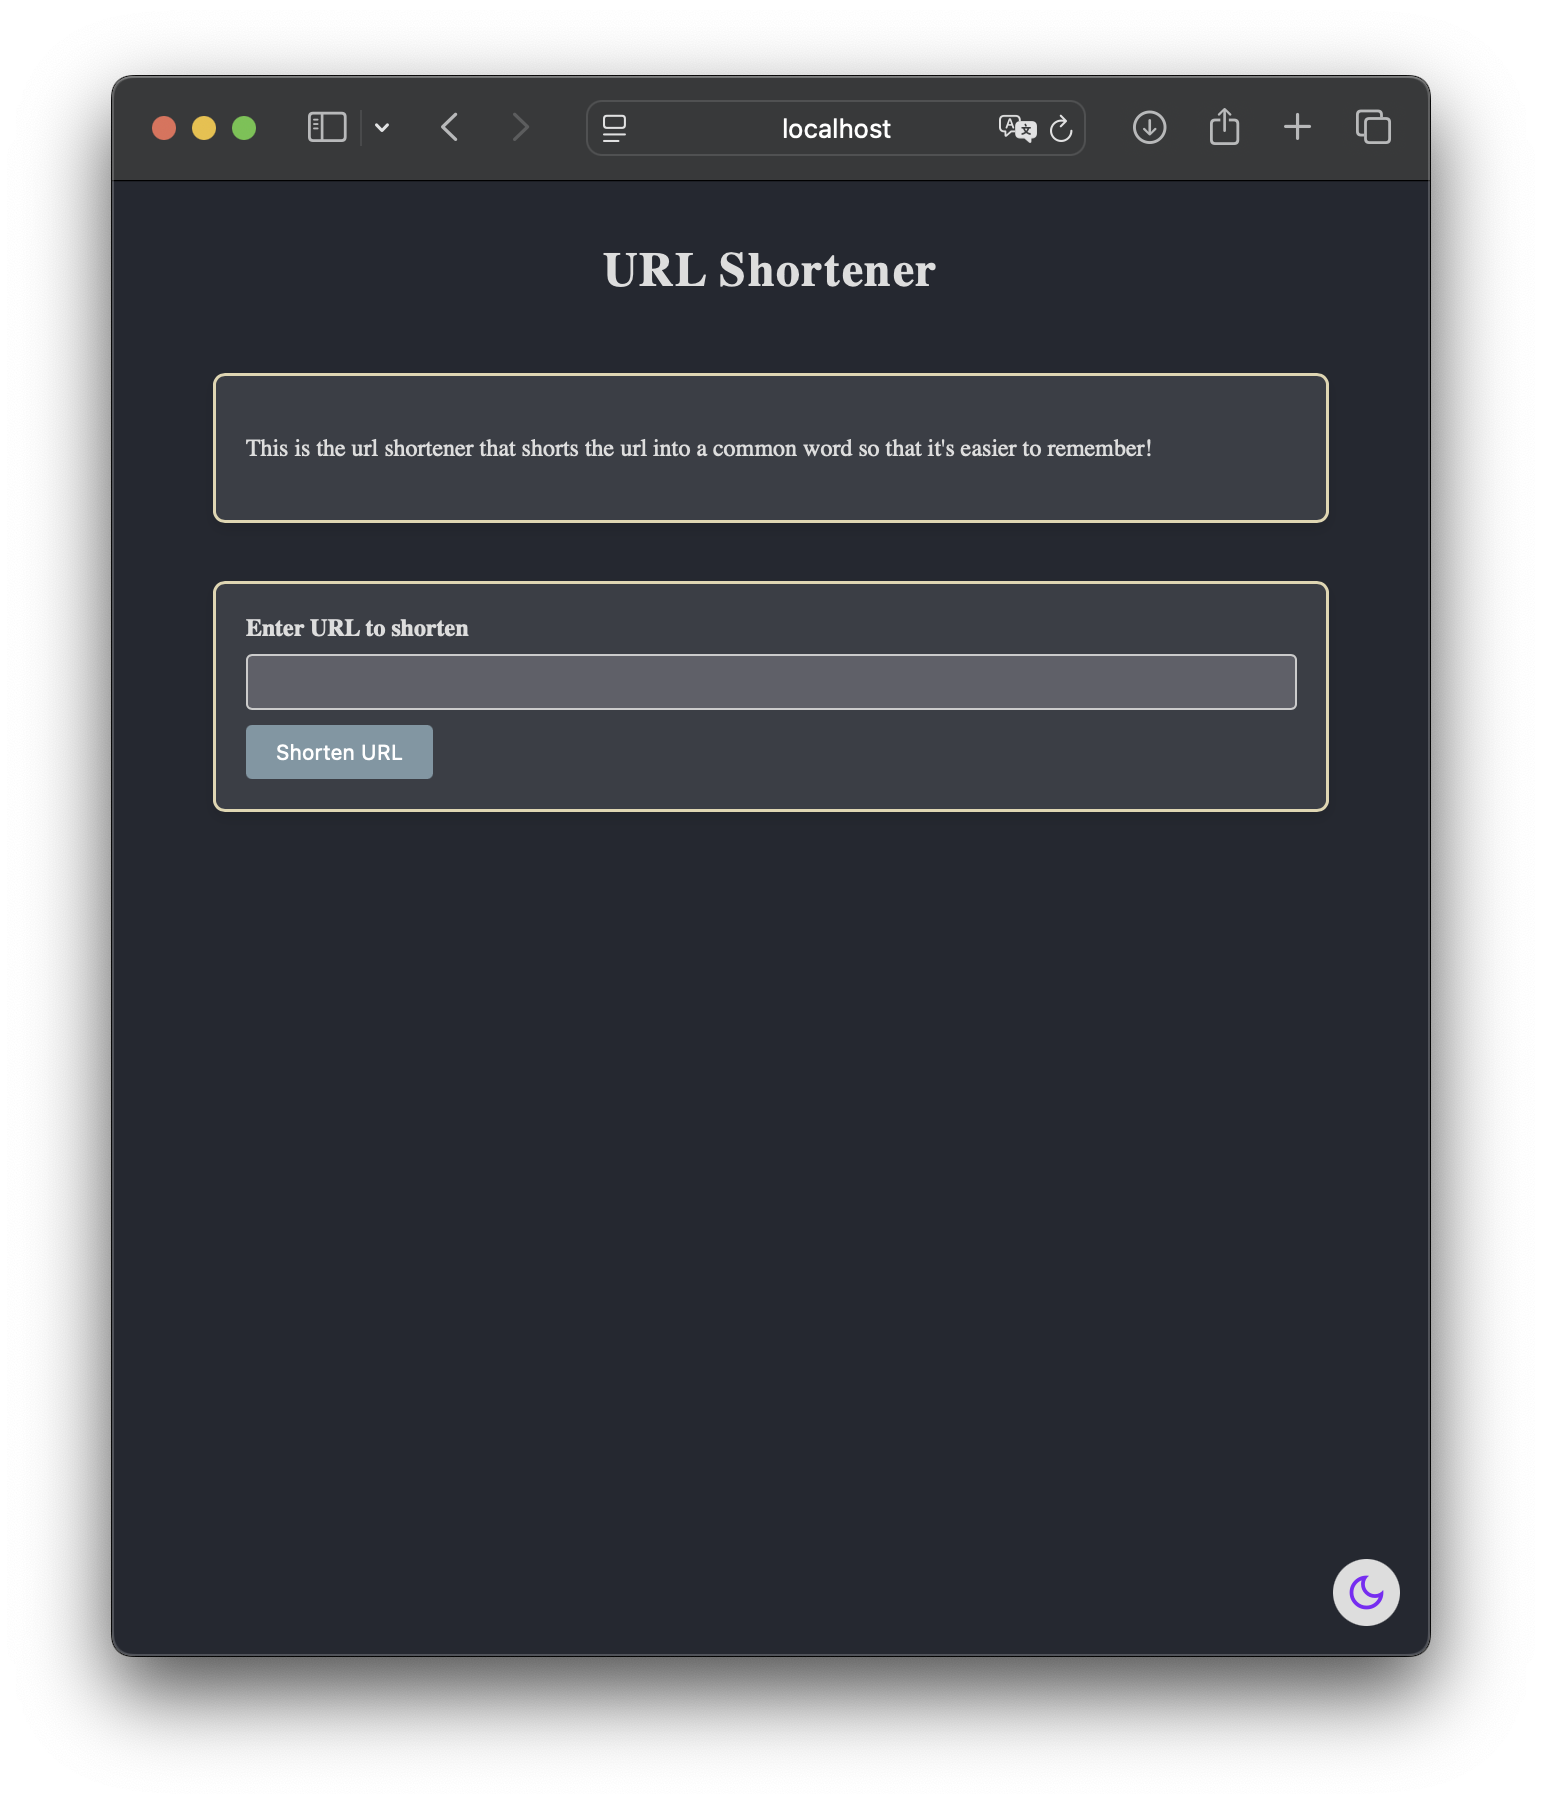 localhost
URL Shortener
This is the url shortener that shorts the url into a common word so that it's easier to remember!
Enter URL to shorten
Shorten URL